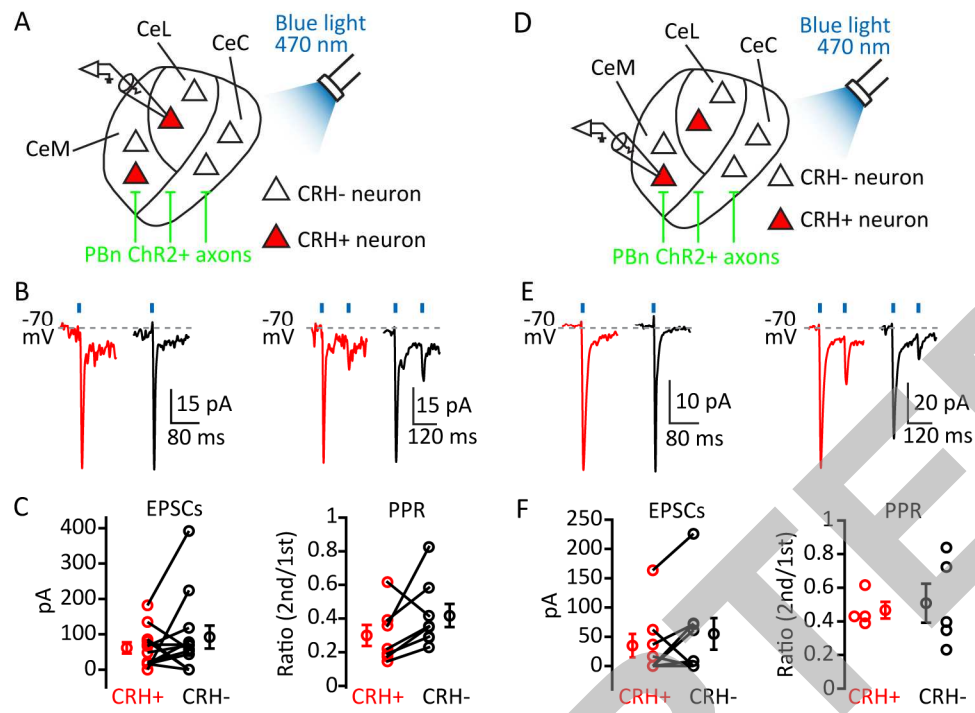 A
CeL
CeC
CeM
Blue light
470 nm
CRH- neuron
CRH+ neuron
PBn ChR2+ axons
B
-70
mV
15 pA
80 ms
15 pA
120 ms
C
EPSCs
pA
400
300
200
100
0
CRH+
CRH-
PPR
Ratio (2nd/1st)
1
0.8
0.6
0.4
0.2
0
CRH+
CRH-
D
CeL
CeC
CeM
Blue light
470 nm
CRH- neuron
CRH+ neuron
PBn ChR2+ axons
E
-70
mV
10 pA
80 ms
20 pA
120 ms
F
EPSCs
pA
250
200
150
100
50
0
CRH+
CRH-
PPR
Ratio (2nd/1st)
1
0.8
0.6
0.4
0.2
0
CRH+
CRH-